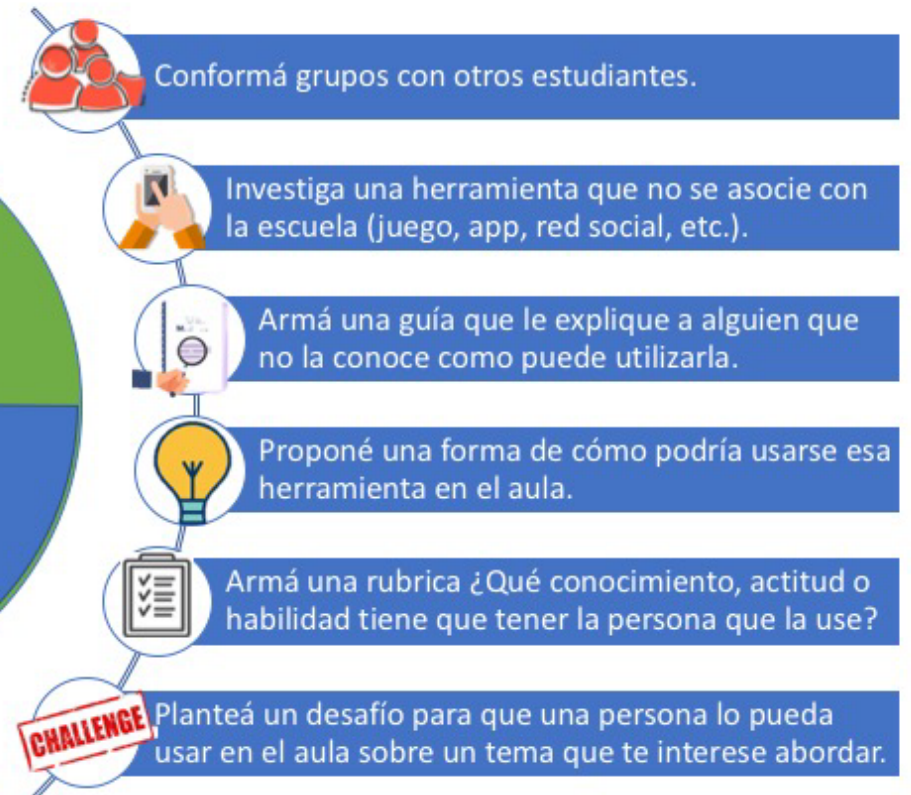 Conformá grupos con otros estudiantes.
Investiga una herramienta que no se asocie con
la escuela (juego, app, red social, etc.).
Armá una guía que le explique a alguien que
no la conoce como puede utilizarla.
Proponé una forma de cómo podría usarse esa
herramienta en el aula.
Armá una rubrica ¿Qué conocimiento, actitud o
habilidad tiene que tener la persona que la use?
CHALLENGE
Planteá un desafío para que una persona lo pueda
usar en el aula sobre un tema que te interese abordar.